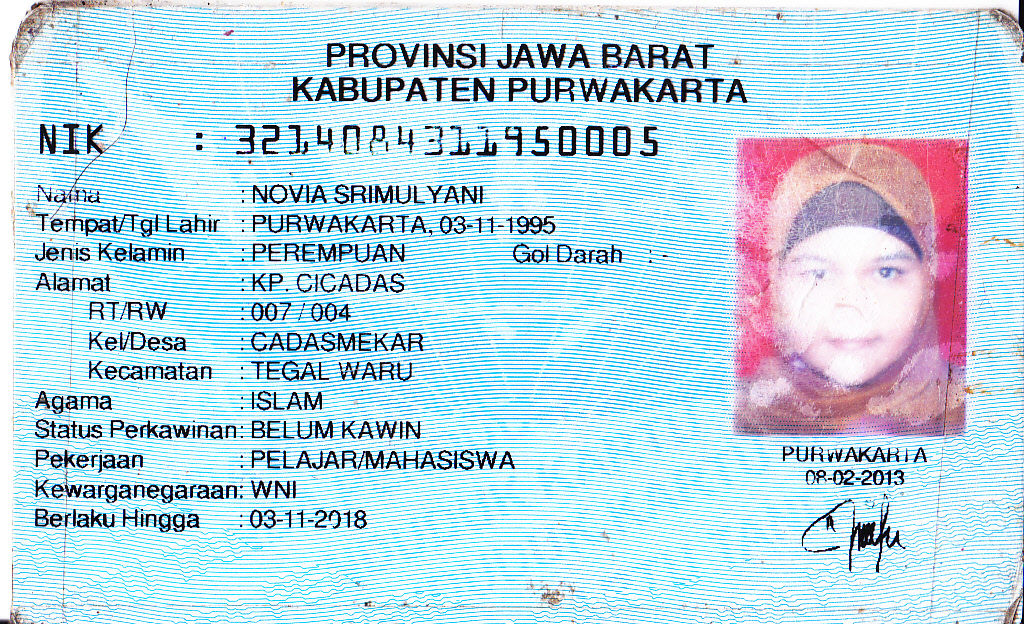 PROVINSI JAWA BARAT
KABUPATEN PURWAKARTA
NIK : 3214084311950005
Nama : NOVIA SRIMULYANI
Tempat/Tgl Lahir : PURWAKARTA, 03-11-1995
Jenis Kelamin : PEREMPUAN Gol Darah : -
Alamat : KP. CICADAS
RT/RW : 007 / 004
Kel/Desa : CADASMEKAR
Kecamatan : TEGAL WARU
Agama : ISLAM
Status Perkawinan: BELUM KAWIN
Pekerjaan : PELAJAR/MAHASISWA
Kewarganegaraan: WNI
Berlaku Hingga : 03-11-2018
PURWAKARTA
08-02-2013